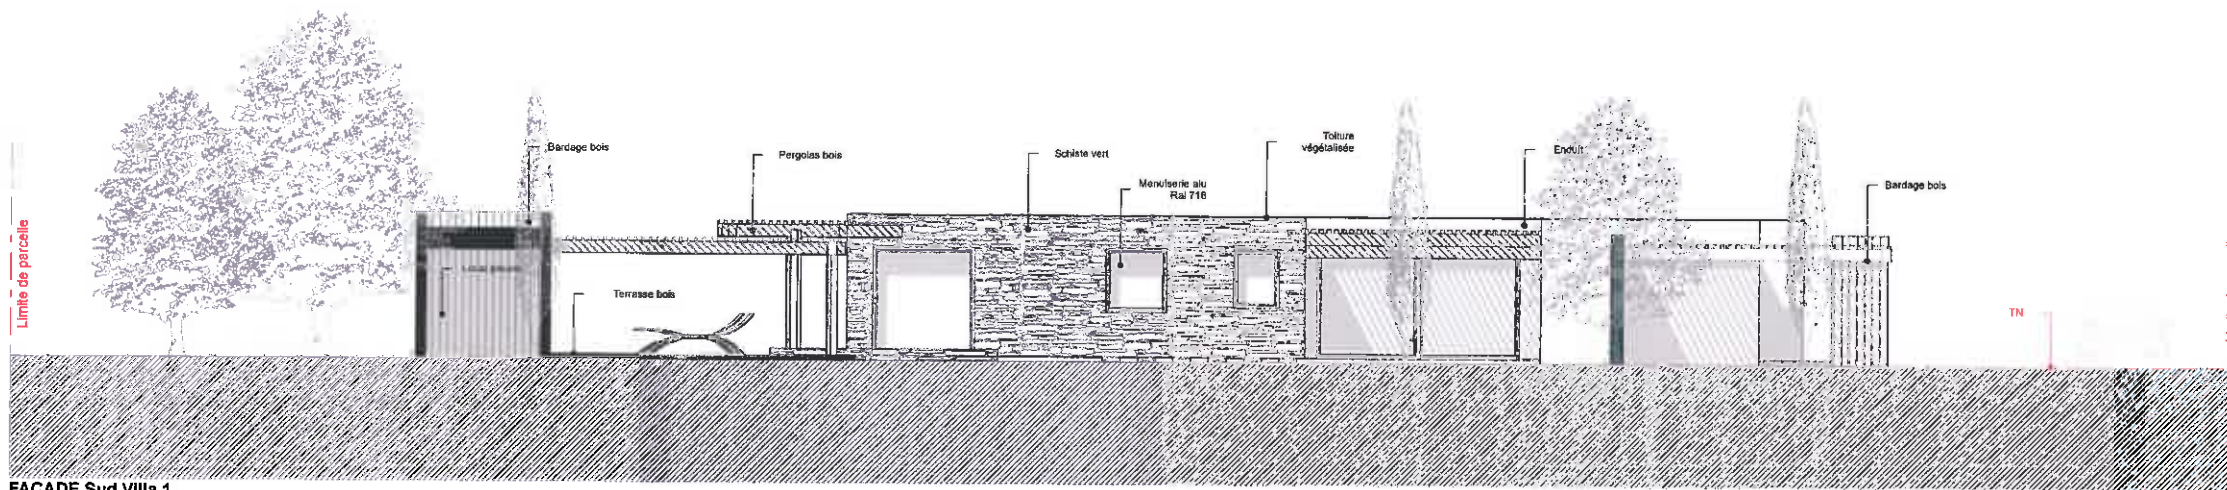 Bardage bois
Pergolas bois
Schiste vert
Toiture
végétalisée
Enduit
Menuiserie alu
Ral 716
Bardage bois
Limite de parcelle
Terrasse bois
TN
FACADE Sud Villa 1